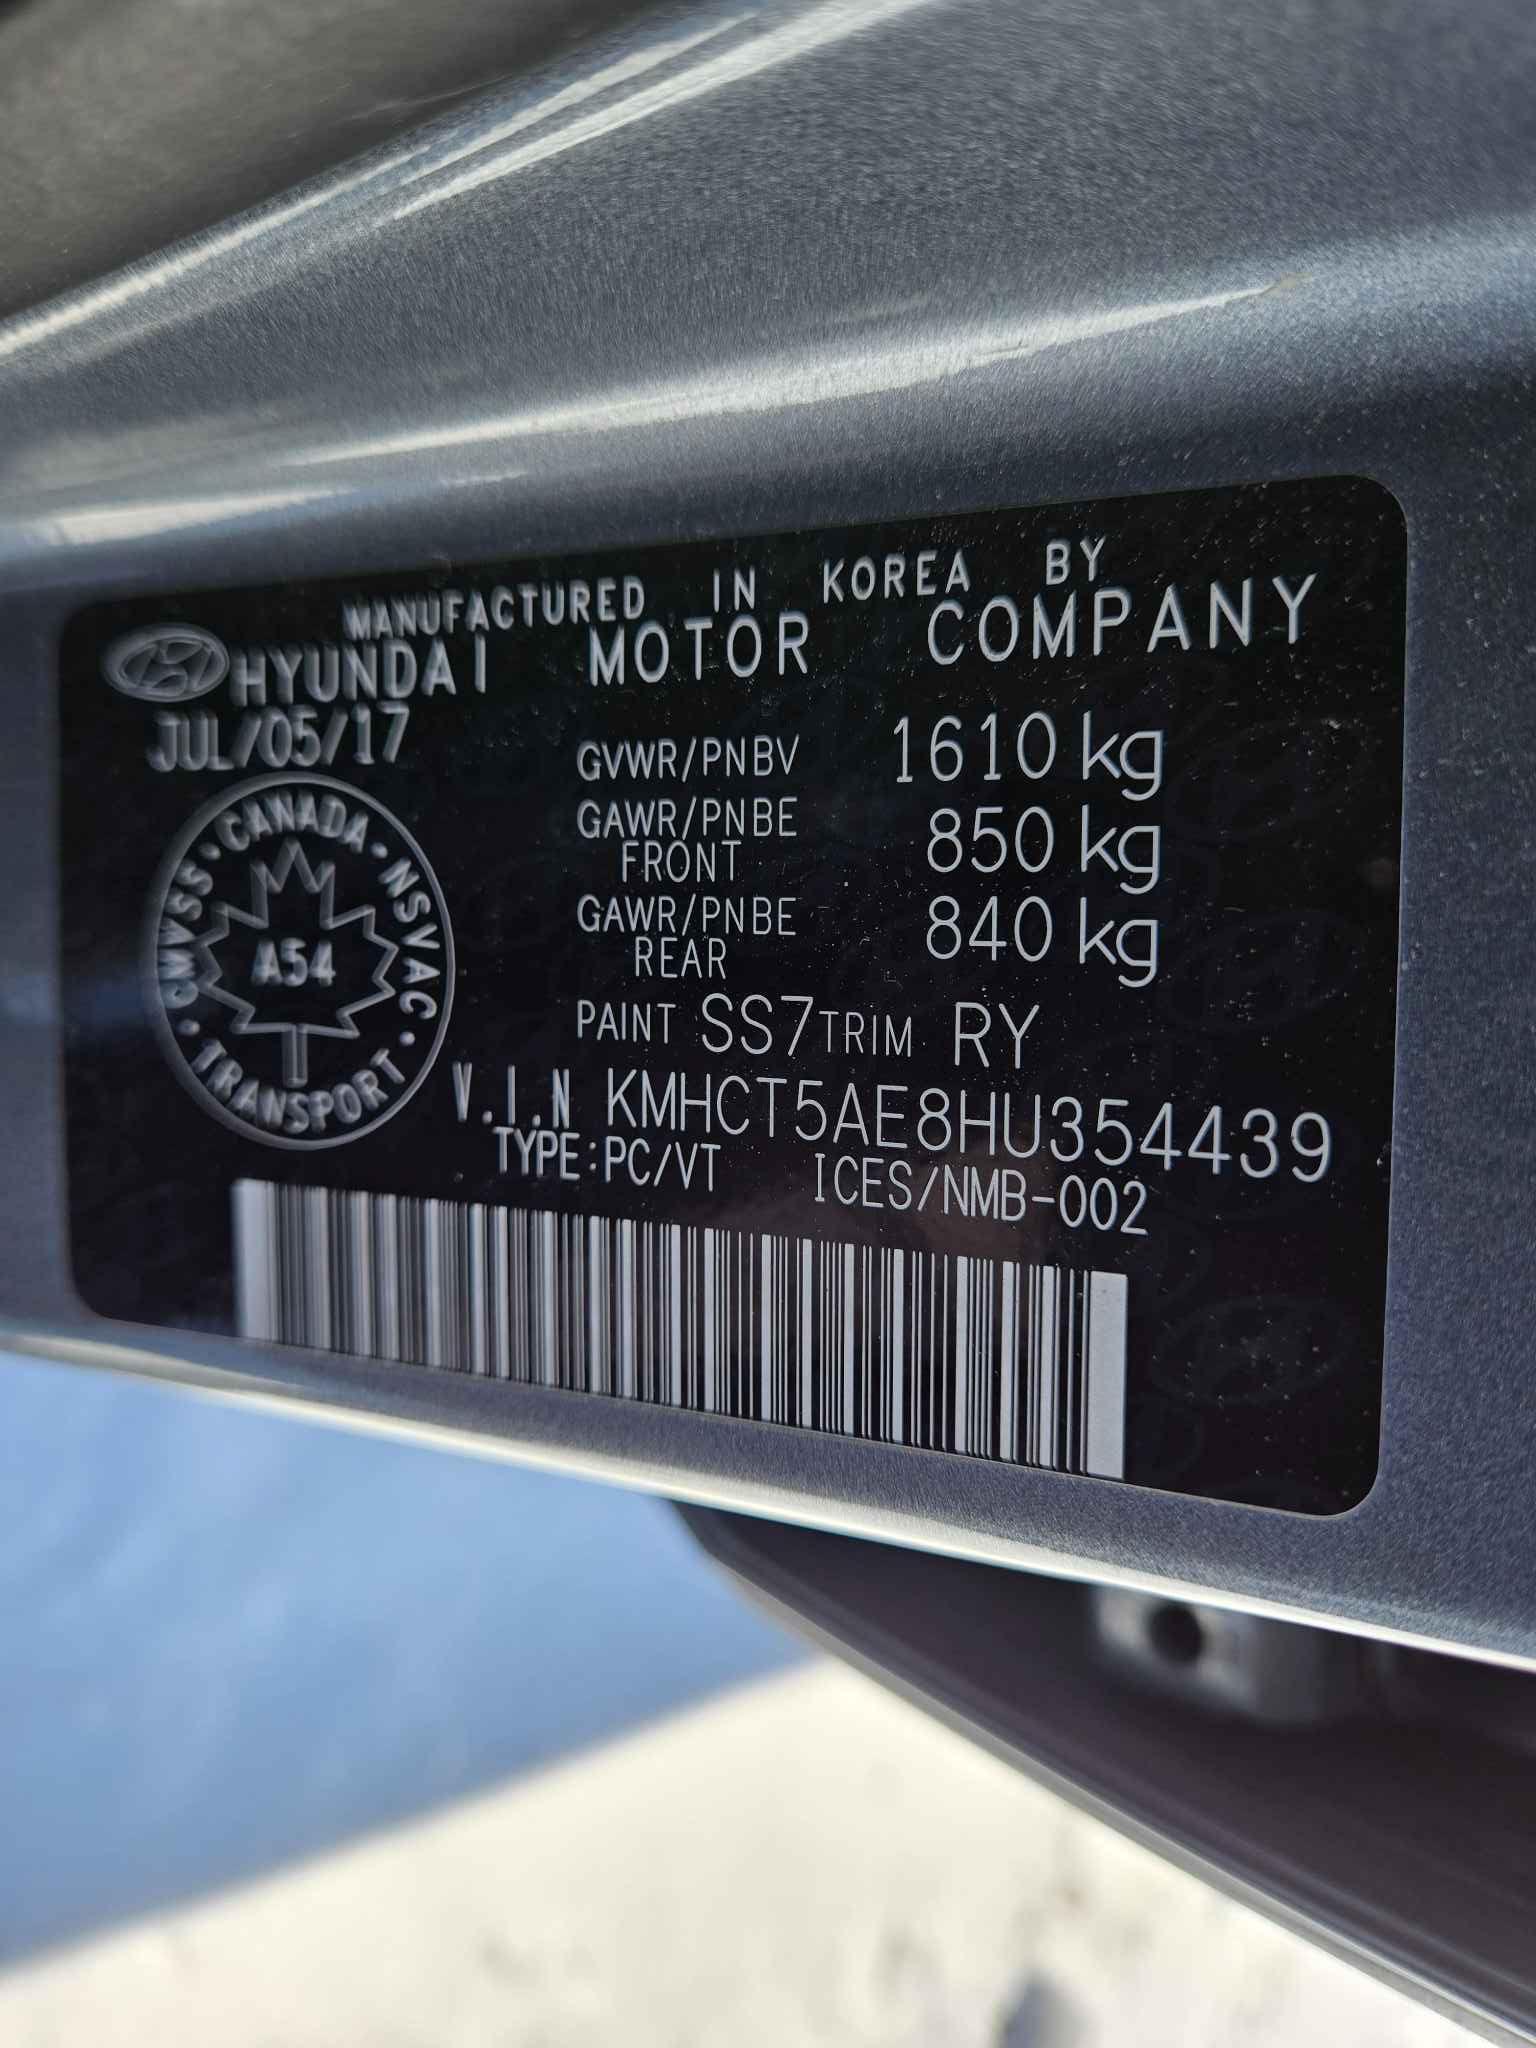 MANUFACTURED IN KOREA BY
HYUNDAI MOTOR COMPANY
JUL/05/17
GVWR/PNBV 1610 kg
GAWR/PNBE FRONT 850 kg
GAWR/PNBE REAR 840 kg
CMVSS · CANADA · NSVAC · TRANSPORT ·
A54
PAINT SS7 TRIM RY
V.I.N KMHCT5AE8HU354439
TYPE:PC/VT ICES/NMB-002